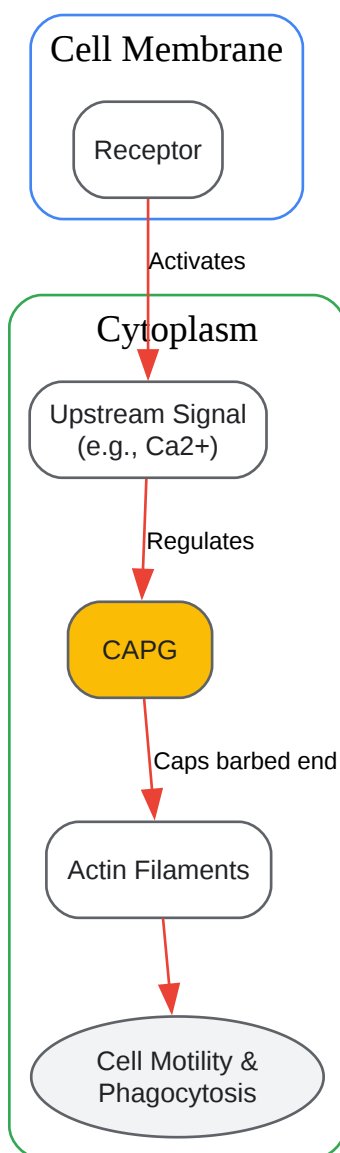 Cell Membrane
Receptor
Activates
Cytoplasm
Upstream Signal
(e.g., Ca2+)
Regulates
CAPG
Caps barbed end
Actin Filaments
Cell Motility &
Phagocytosis